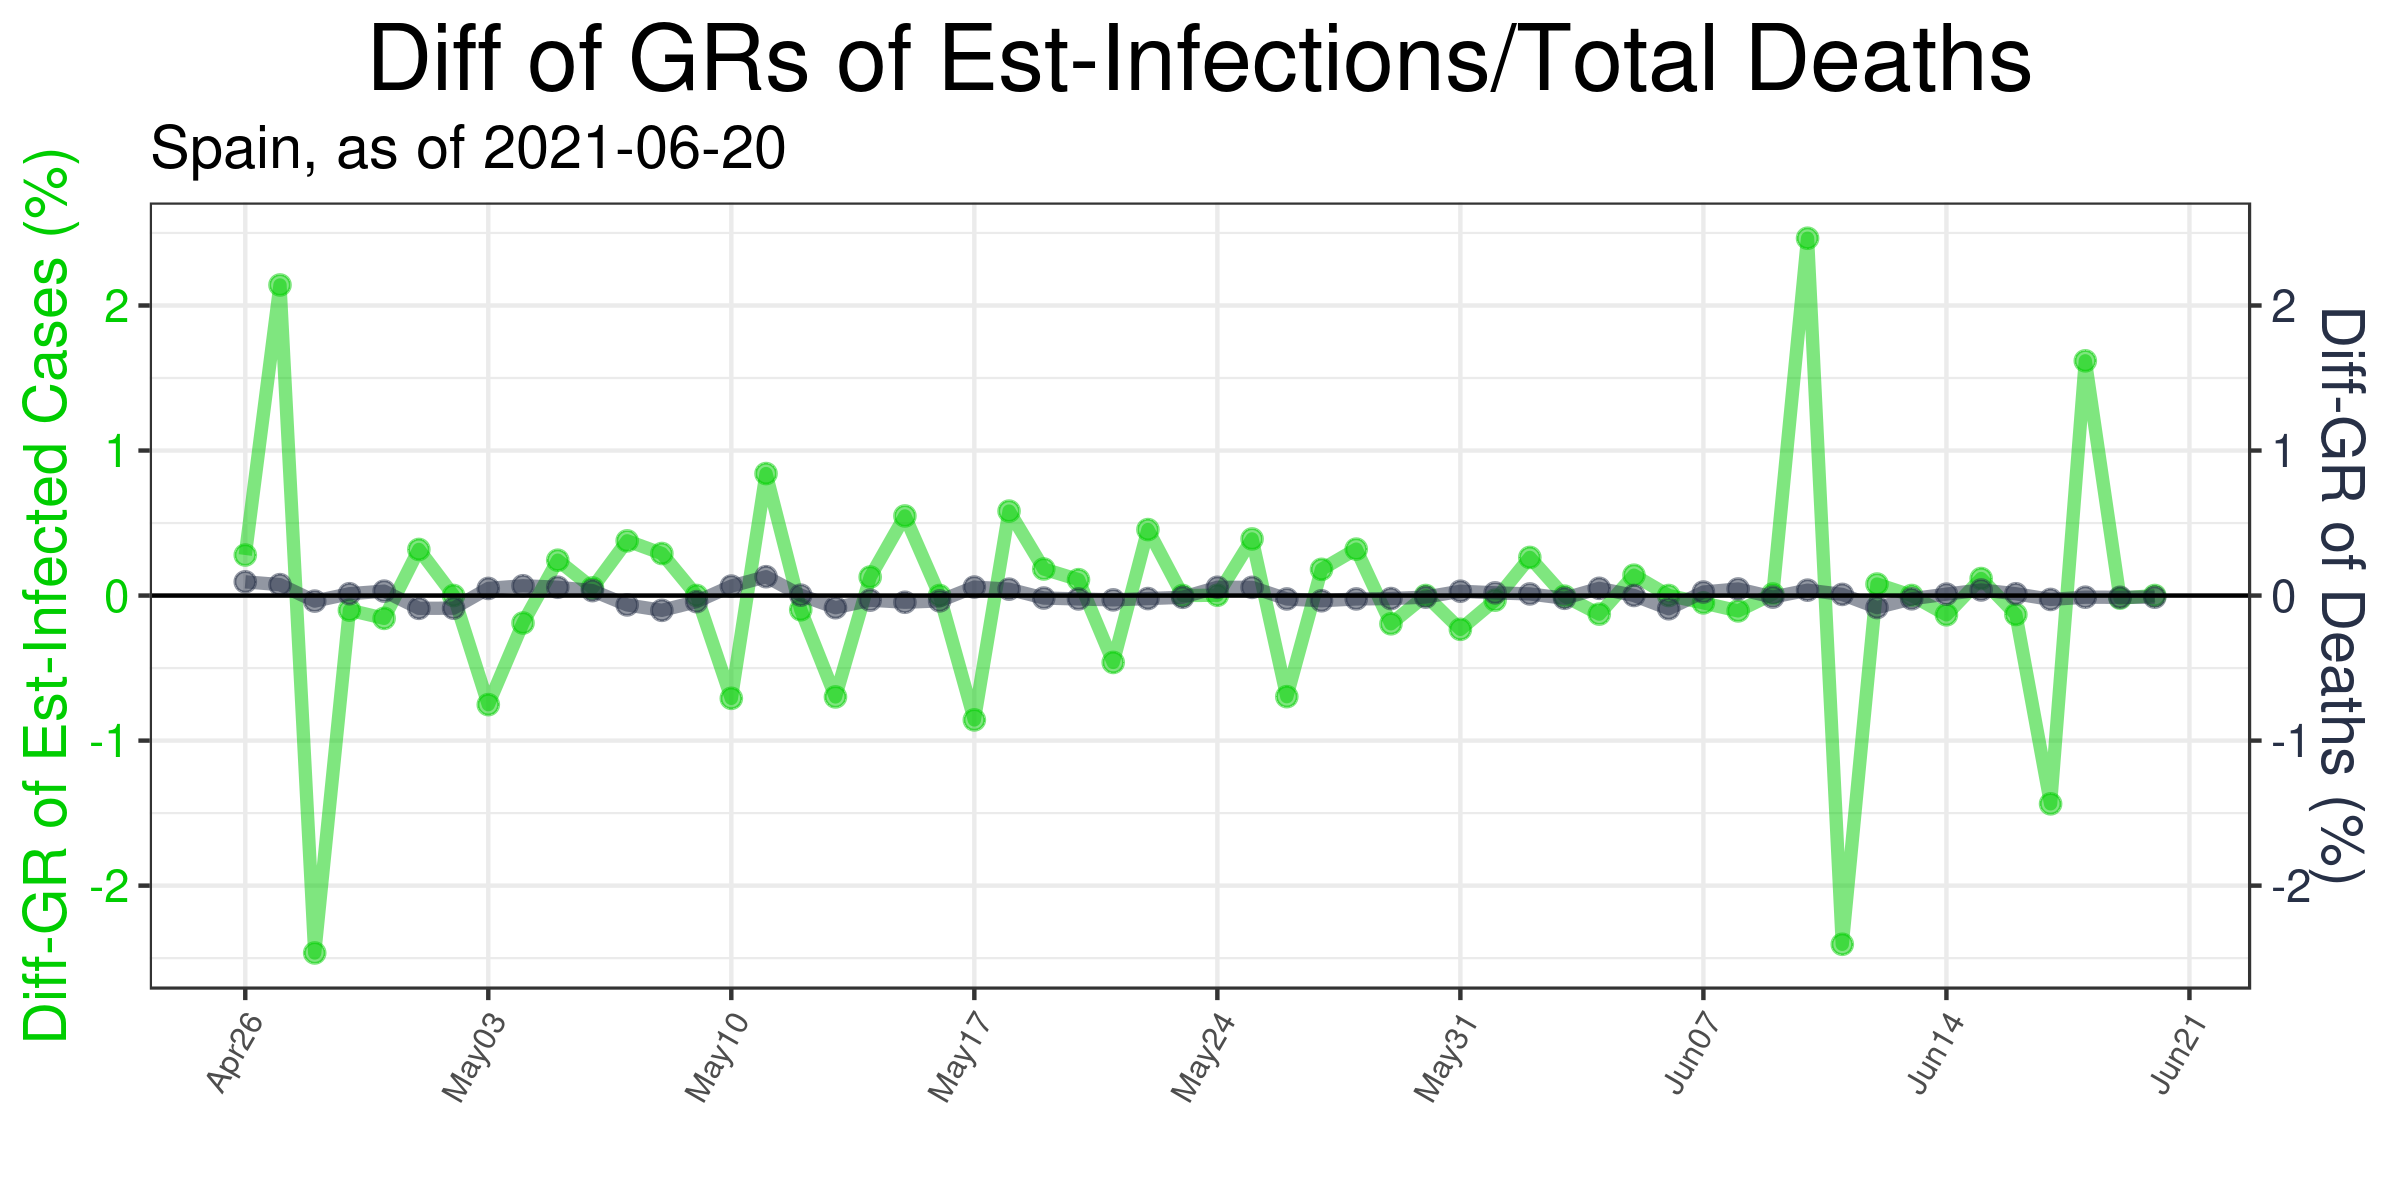 Diff of GRs of Est-Infections/Total Deaths
Spain, as of 2021-06-20
Diff-GR of Est-Infected Cases (%)
2
1
0
-1
-2
2
1
0
-1
-2
Diff-GR of Deaths (%)
Apr26
May03
May10
May17
May24
May31
Jun07
Jun14
Jun21